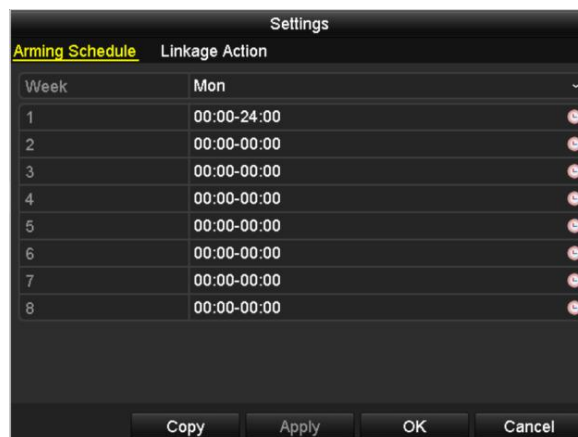 Settings
Arming Schedule Linkage Action
Week Mon
1 00:00-24:00
2 00:00-00:00
3 00:00-00:00
4 00:00-00:00
5 00:00-00:00
6 00:00-00:00
7 00:00-00:00
8 00:00-00:00
Copy Apply OK Cancel